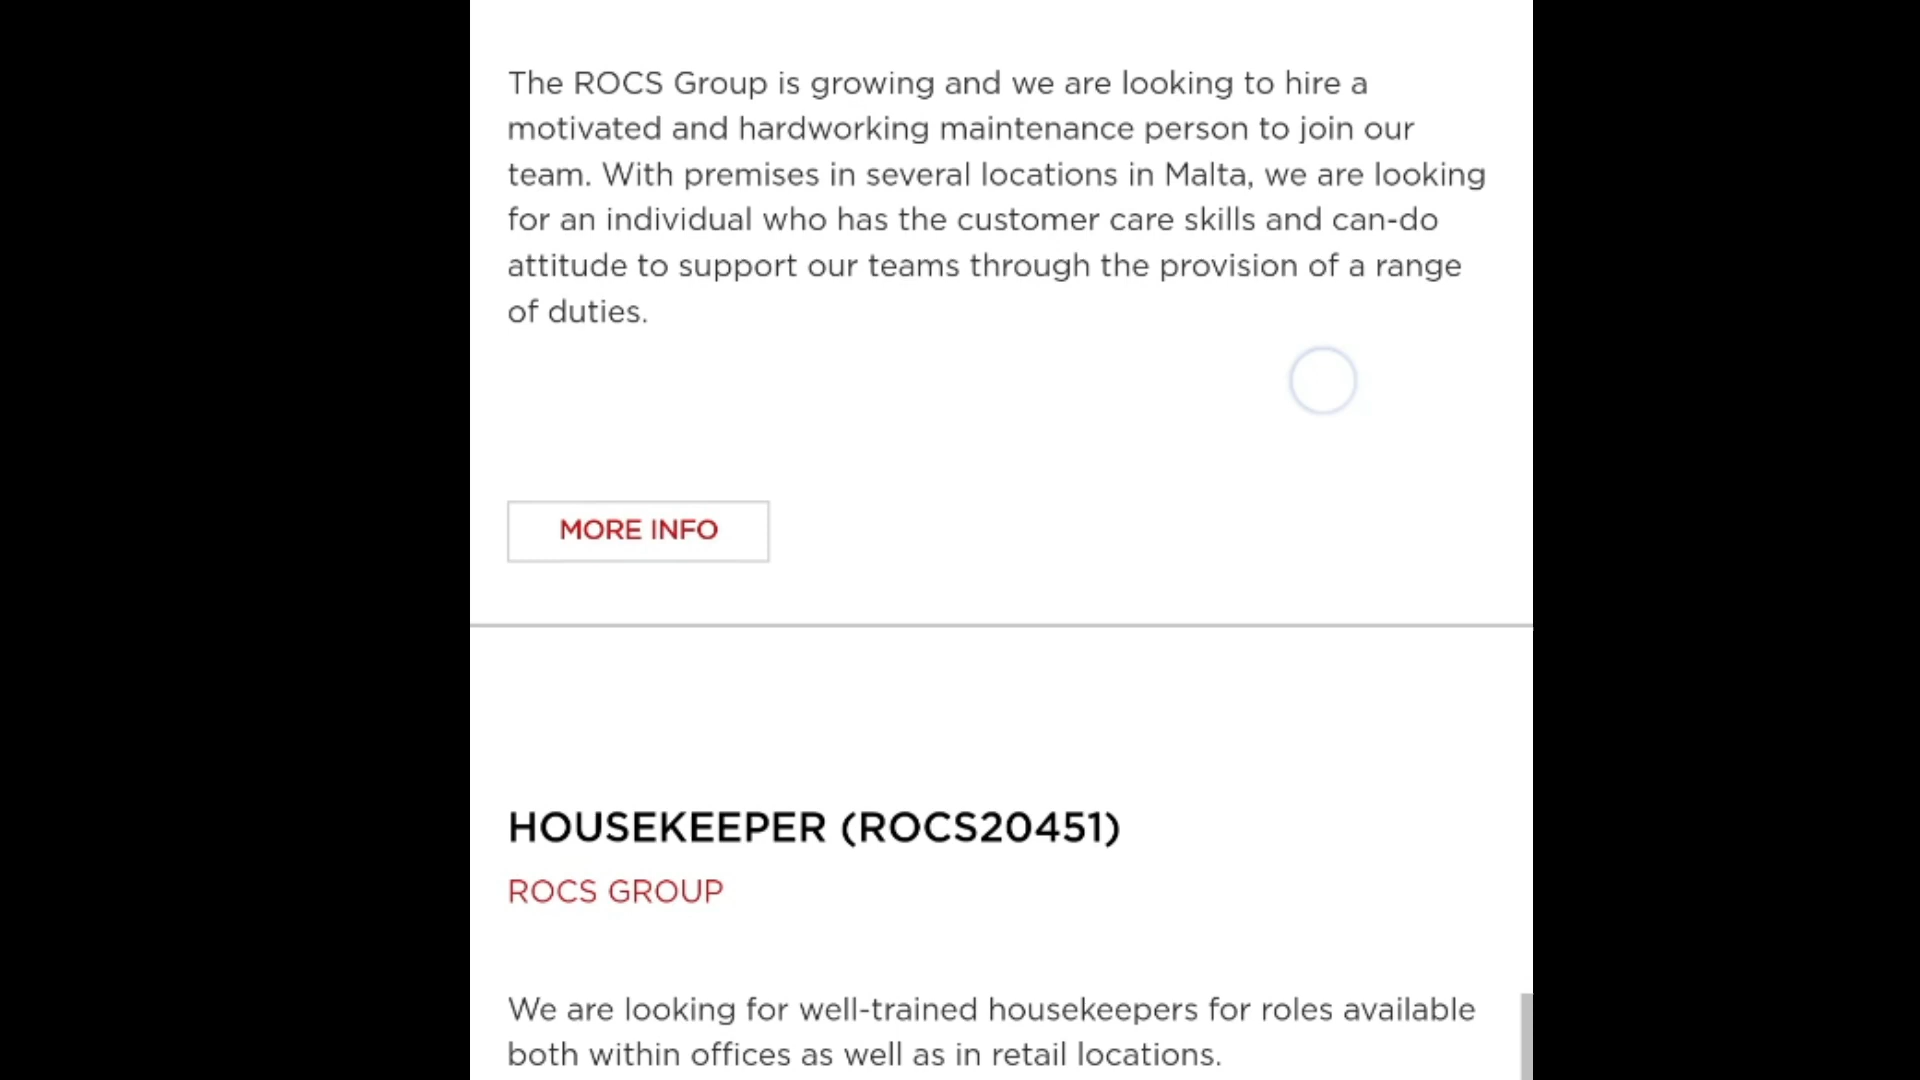 The ROCS Group is growing and we are looking to hire a
motivated and hardworking maintenance person to join our
team. With premises in several locations in Malta, we are looking
for an individual who has the customer care skills and can-do
attitude to support our teams through the provision of a range
of duties.
MORE INFO
HOUSEKEEPER (ROCS20451)
ROCS GROUP
We are looking for well-trained housekeepers for roles available
both within offices as well as in retail locations.